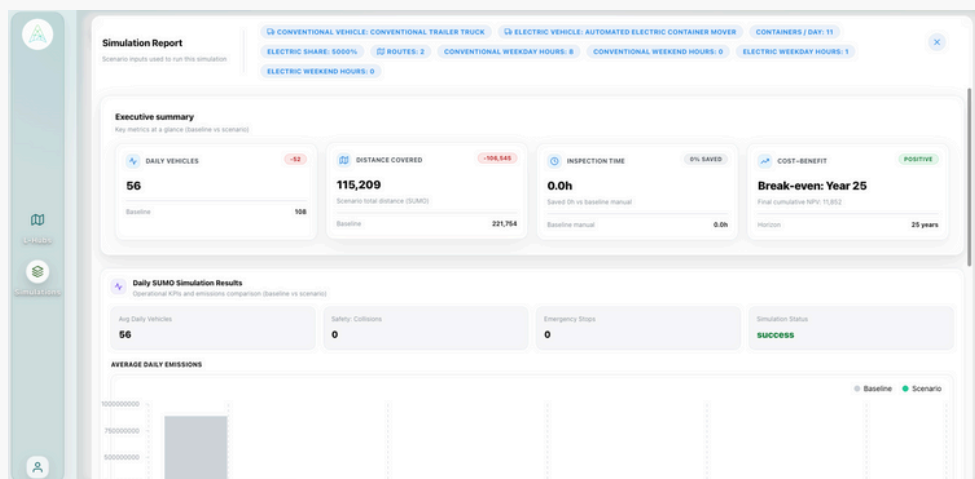 Simulation Report
Scenario inputs used to run this simulation
CONVENTIONAL VEHICLE: CONVENTIONAL TRAILER TRUCK
ELECTRIC VEHICLE: AUTOMATED ELECTRIC CONTAINER MOVER
CONTAINERS / DAY: 11
ELECTRIC SHARE: 5000%
ROUTES: 2
CONVENTIONAL WEEKDAY HOURS: 8
CONVENTIONAL WEEKEND HOURS: 0
ELECTRIC WEEKDAY HOURS: 1
ELECTRIC WEEKEND HOURS: 0
Executive summary
Key metrics at a glance (baseline vs scenario)
DAILY VEHICLES
-52
56
Baseline
108
DISTANCE COVERED
-106,545
115,209
Scenario total distance (SUMO)
Baseline
221,754
INSPECTION TIME
0% SAVED
0.0h
Saved 0h vs baseline manual
Baseline manual
0.0h
COST-BENEFIT
POSITIVE
Break-even: Year 25
Final cumulative NPV: 11,852
Horizon
25 years
Simulations
Daily SUMO Simulation Results
Operational KPIs and emissions comparison (baseline vs scenario)
Avg Daily Vehicles
56
Safety: Collisions
0
Emergency Stops
0
Simulation Status
success
AVERAGE DAILY EMISSIONS
Baseline
Scenario
1000000000
750000000
500000000